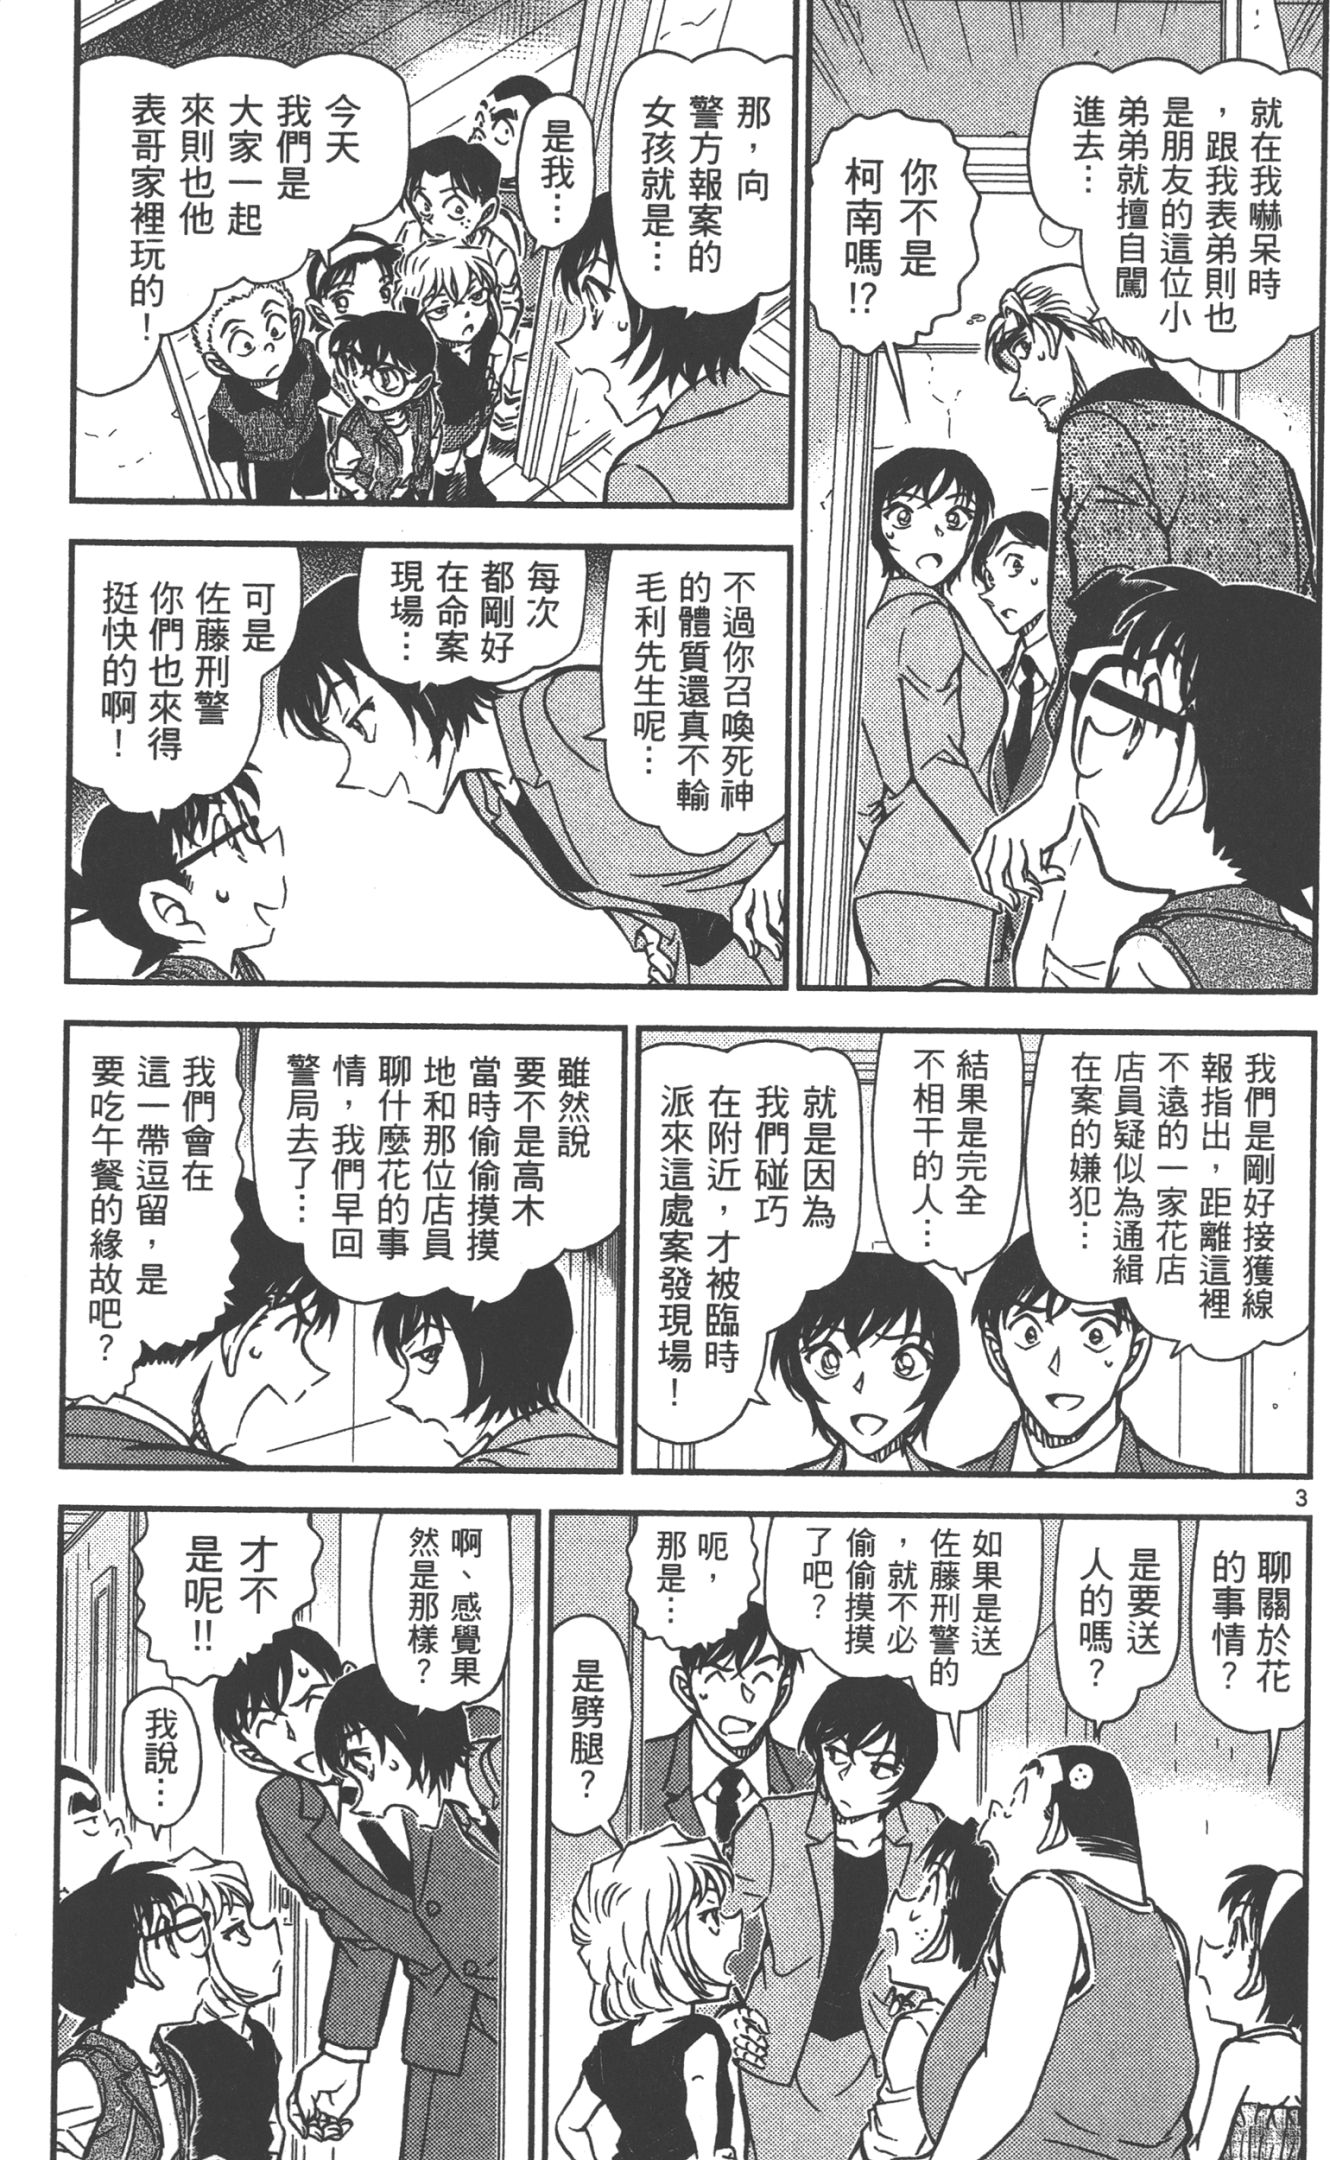 就在我嚇呆時
，跟我表弟則也
是朋友的這位小
弟弟就擅自闖
進去…
你不是
柯南嗎!?
那，向
警方報案的
女孩就是…
是我…
今天
我們是
大家一起
來則也他
表哥家裡玩的！
不過你召喚死神
的體質還真不輸
毛利先生呢…
每次
都剛好
在命案
現場…
可是
佐藤刑警
你們也來得
挺快的啊！
我們是剛好接獲線
報指出，距離這裡
不遠的一家花店
店員疑似為通緝
在案的嫌犯…
結果是完全
不相干的人…
就是因為
我們碰巧
在附近，才被臨時
派來這處案發現場！
雖然說
要不是高木
當時偷偷摸摸
地和那位店員
聊什麼花的事
情，我們早回
警局去了…
我們會在
這一帶逗留，是
要吃午餐的緣故吧？
3
聊關於花
的事情？
是要送
人的嗎？
如果是送
佐藤刑警的
，就不必
偷偷摸摸
了吧？
呃，
那是…
是劈腿？
啊、感覺果
然是那樣？
才不
是呢!!
我說…